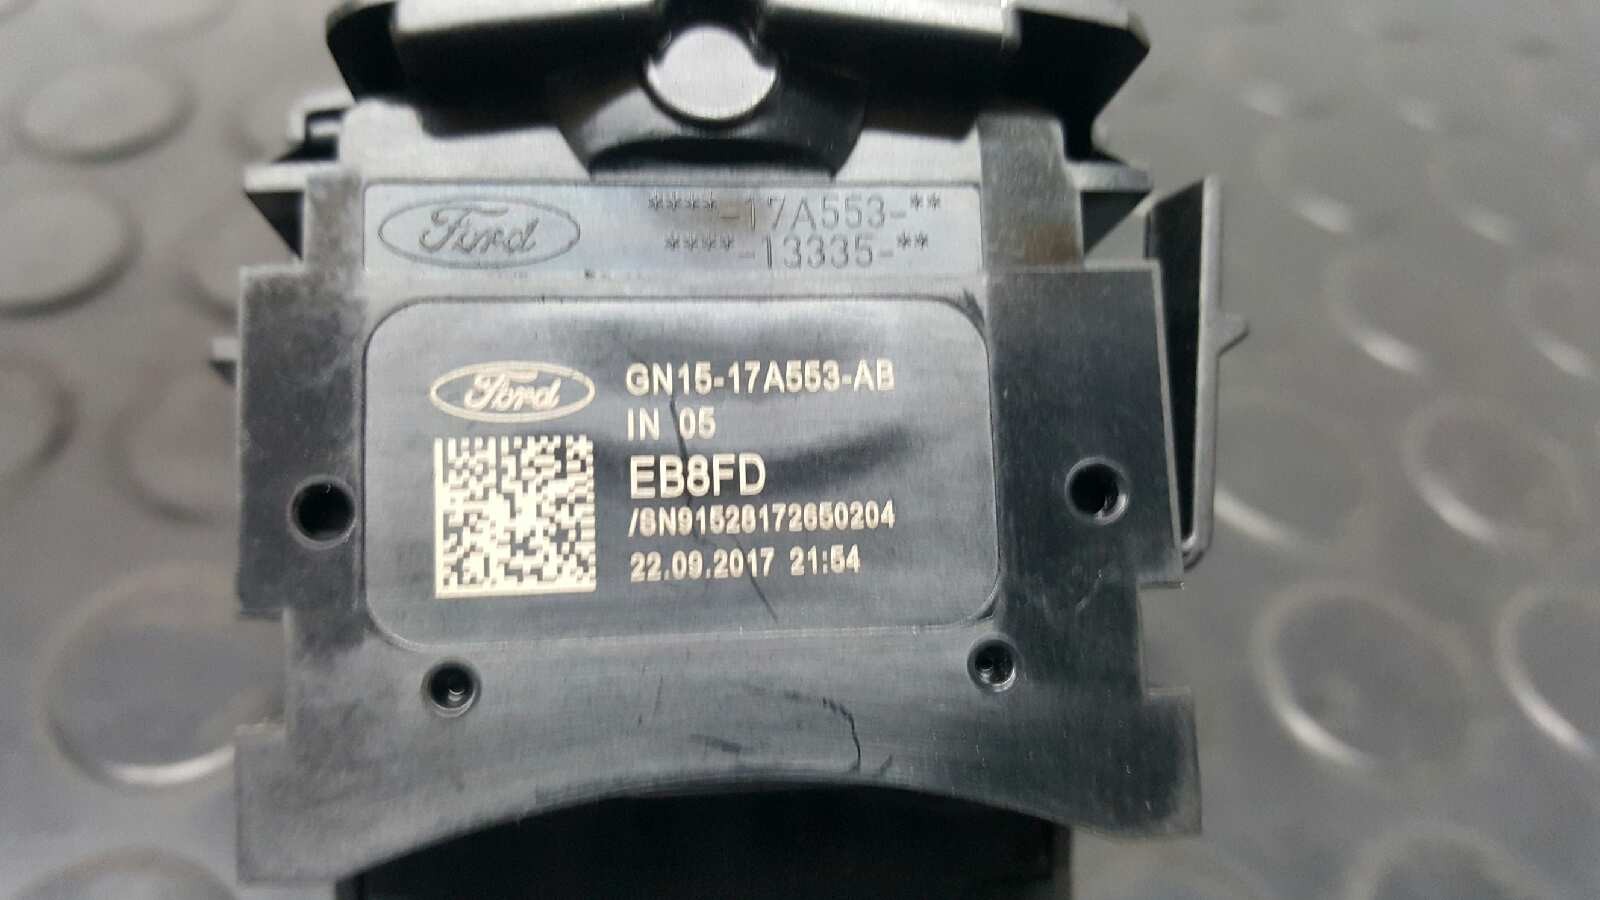 Ford
****-17A553-**
****-13335-**
Ford
GN15-17A553-AB
IN 05
EB8FD
/SN91528172650204
22.09.2017 21:54